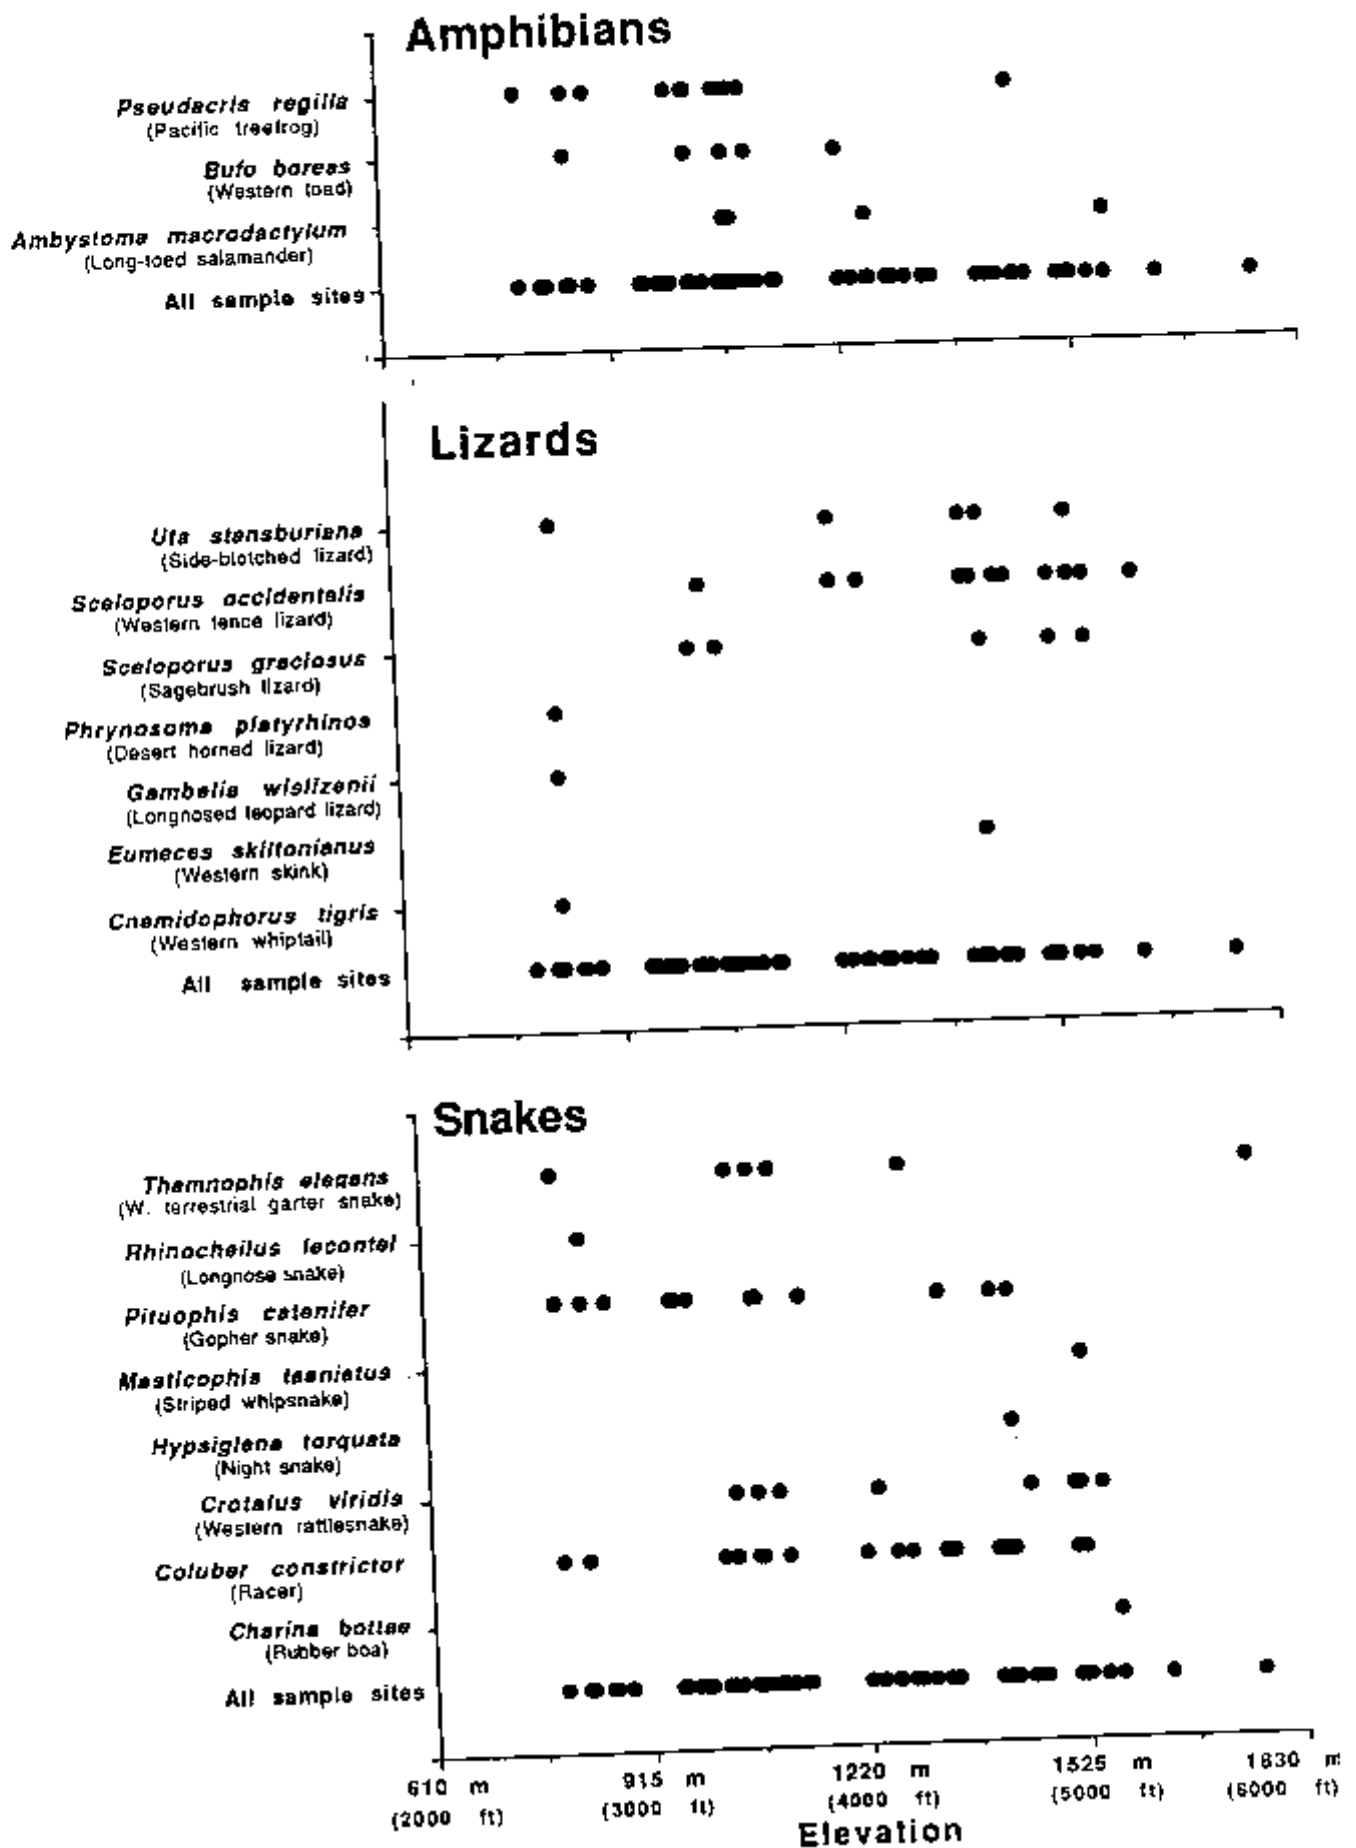 Amphibians
Pseudacris regilla
(Pacific treefrog)
Bufo boreas
(Western toad)
Ambystoma macrodactylum
(Long-toed salamander)
All sample sites
Lizards
Uta stansburiana
(Side-blotched lizard)
Sceloporus occidentalis
(Western fence lizard)
Sceloporus graciosus
(Sagebrush lizard)
Phrynosoma platyrhinos
(Desert horned lizard)
Gambelia wislizenii
(Longnosed leopard lizard)
Eumeces skiltonianus
(Western skink)
Cnemidophorus tigris
(Western whiptail)
All sample sites
Snakes
Thamnophis elegans
(W. terrestrial garter snake)
Rhinocheilus lecontei
(Longnose snake)
Pituophis catenifer
(Gopher snake)
Masticophis taeniatus
(Striped whipsnake)
Hypsiglena torquata
(Night snake)
Crotalus viridis
(Western rattlesnake)
Coluber constrictor
(Racer)
Charina bottae
(Rubber boa)
All sample sites
610 m 915 m 1220 m 1525 m 1830 m
(2000 ft) (3000 ft) (4000 ft) (5000 ft) (6000 ft)
Elevation